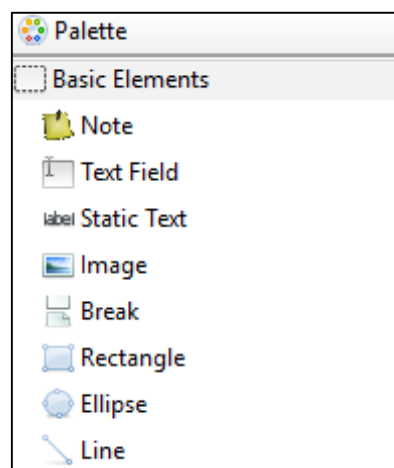 Palette
Basic Elements
Note
Text Field
label Static Text
Image
Break
Rectangle
Ellipse
Line